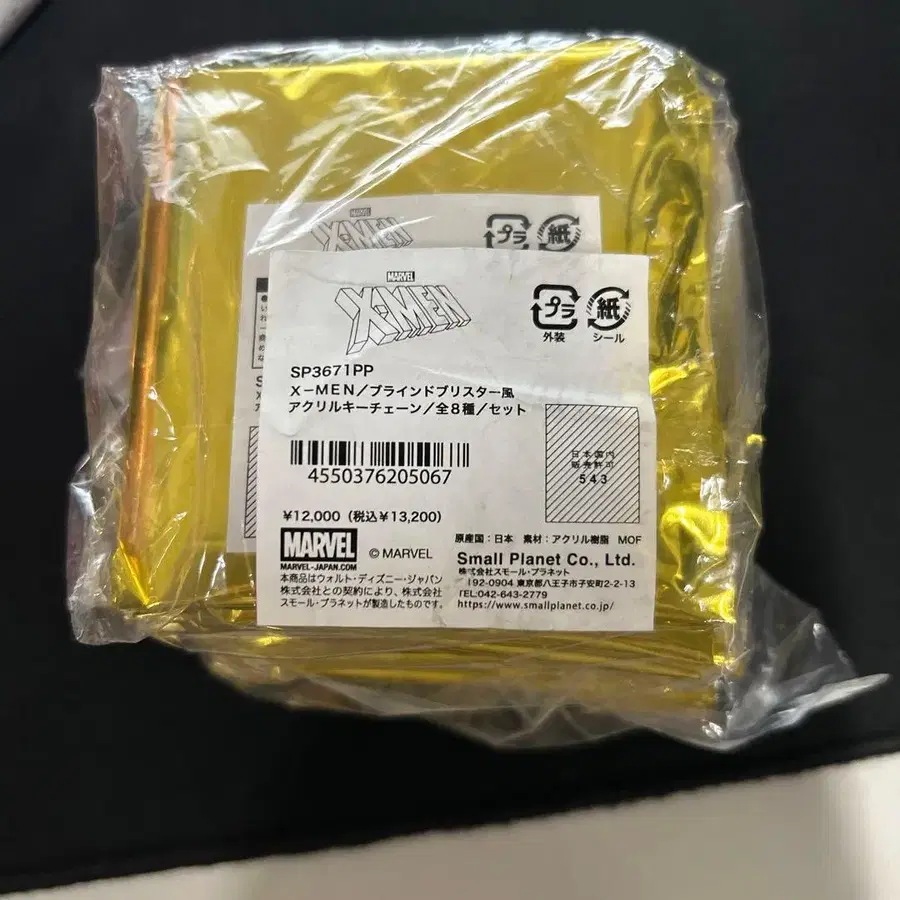 MARVEL
X-MEN
プラ
紙
MARVEL
X-MEN
プラ
紙
外装
シール
SP3671PP
X－MEN／ブラインドブリスター風
アクリルキーチェーン／全8種／セット
日本国内
販売許可
543
4550376205067
¥12,000（税込¥13,200）
MARVEL
© MARVEL
MARVEL-JAPAN.COM
本商品はウォルト・ディズニー・ジャパン
株式会社との契約により、株式会社
スモール・プラネットが製造したものです。
原産国：日本　素材：アクリル樹脂　MOF
Small Planet Co., Ltd.
株式会社スモール・プラネット
192-0904 東京都八王子市子安町2-2-13
TEL.042-643-2779
https://www.smallplanet.co.jp/